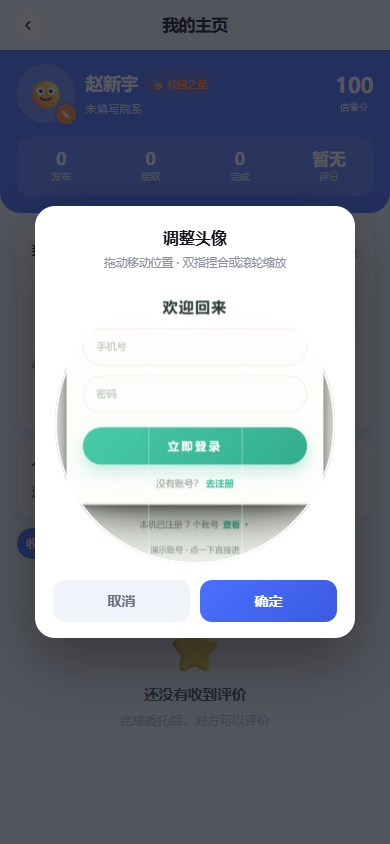 我的主页
赵新宇
校园之星
未填写院系
100
信誉分
0
0
0
暂无
发布
接取
完成
评分
调整头像
拖动移动位置 · 双指捏合或滚轮缩放
欢迎回来
手机号
密码
立即登录
没有账号？ 去注册
本机已注册 7 个账号 查看
演示账号 · 点一下直接进
取消
确定
还没有收到评价
完成委托后，对方可以评价